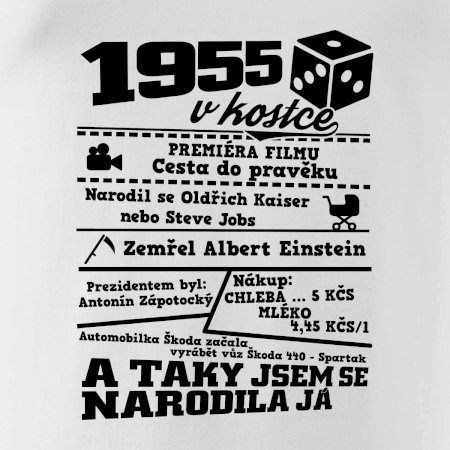 1955
v kostce
PREMIÉRA FILMU
Cesta do pravěku
Narodil se Oldřich Kaiser
nebo Steve Jobs
Zemřel Albert Einstein
Prezidentem byl:
Antonín Zápotocký
Nákup:
CHLEBA ... 5 KČS
MLÉKO
4,45 KČS/l
Automobilka Škoda začala
vyrábět vůz Škoda 440 - Spartak
A TAKY JSEM SE
NARODILA JÁ